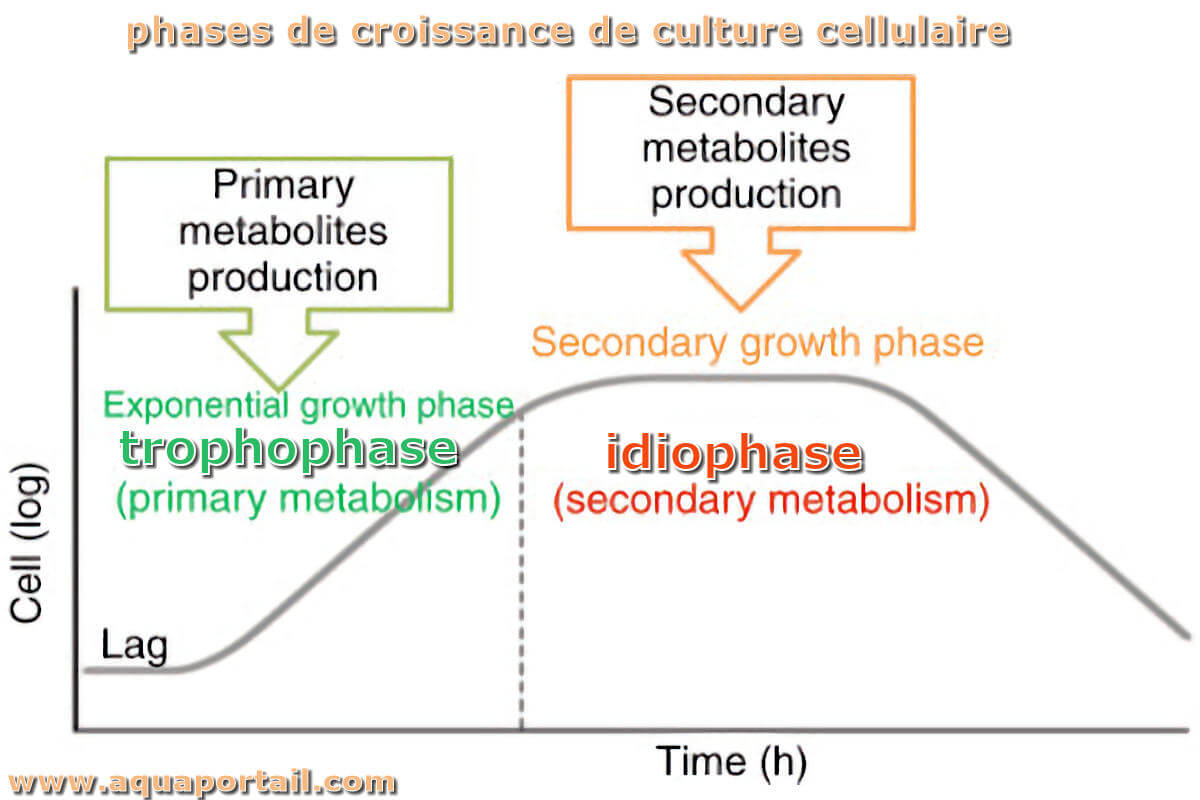 phases de croissance de culture cellulaire
Primary
metabolites
production
Secondary
metabolites
production
Secondary growth phase
Exponential growth phase
trophophase
(primary metabolism)
idiophase
(secondary metabolism)
Cell (log)
Lag
Time (h)
www.aquaportail.com